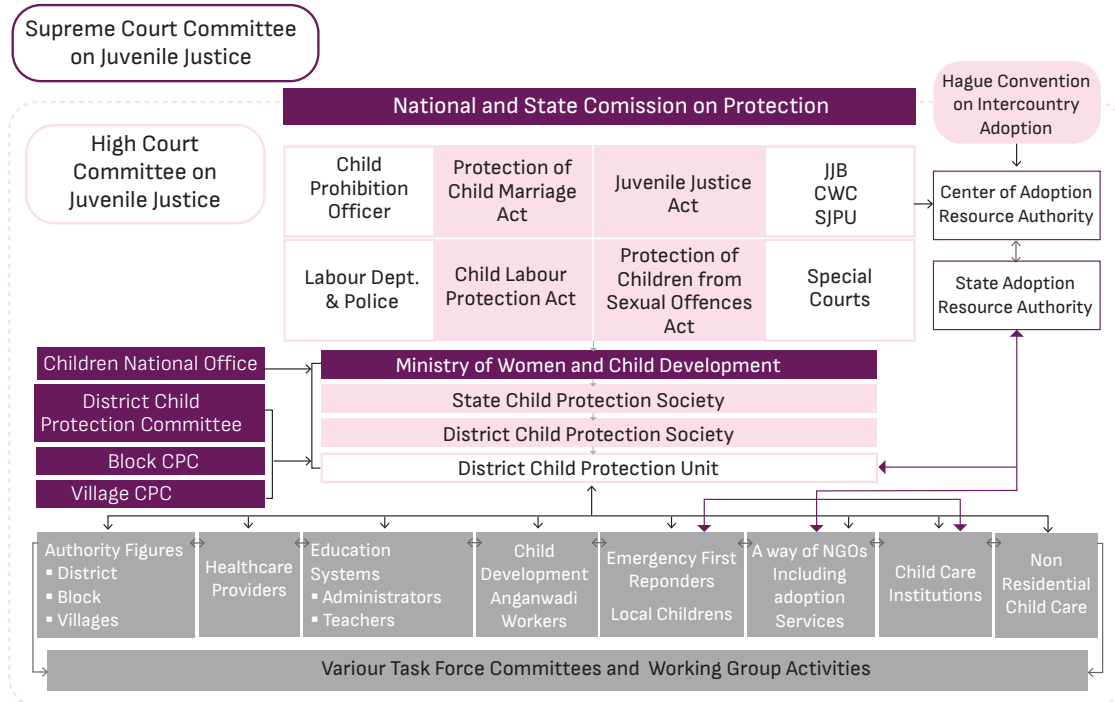 Supreme Court Committee
on Juvenile Justice
National and State Comission on Protection
Hague Convention
on Intercountry
Adoption
High Court
Committee on
Juvenile Justice
Child
Prohibition
Officer
Protection of
Child Marriage
Act
Juvenile Justice
Act
JJB
CWC
SJPU
Center of Adoption
Resource Authority
Labour Dept.
& Police
Child Labour
Protection Act
Protection of
Children from
Sexual Offences
Act
Special
Courts
State Adoption
Resource Authority
Children National Office
Ministry of Women and Child Development
District Child
Protection Committee
State Child Protection Society
District Child Protection Society
Block CPC
District Child Protection Unit
Village CPC
Authority Figures
▪ District
▪ Block
▪ Villages
Healthcare
Providers
Education
Systems
▪ Administrators
▪ Teachers
Child
Development
Anganwadi
Workers
Emergency First
Reponders
Local Childrens
A way of NGOs
Including
adoption
Services
Child Care
Institutions
Non
Residential
Child Care
Variour Task Force Committees and Working Group Activities